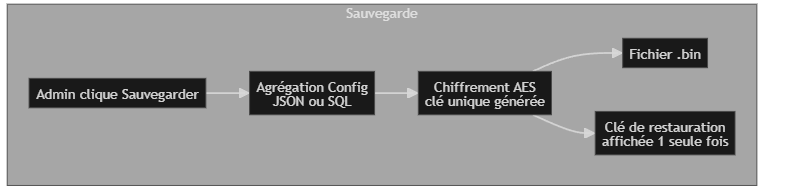 Sauvegarde
Admin clique Sauvegarder
Agrégation Config
JSON ou SQL
Chiffrement AES
clé unique générée
Fichier .bin
Clé de restauration
affichée 1 seule fois